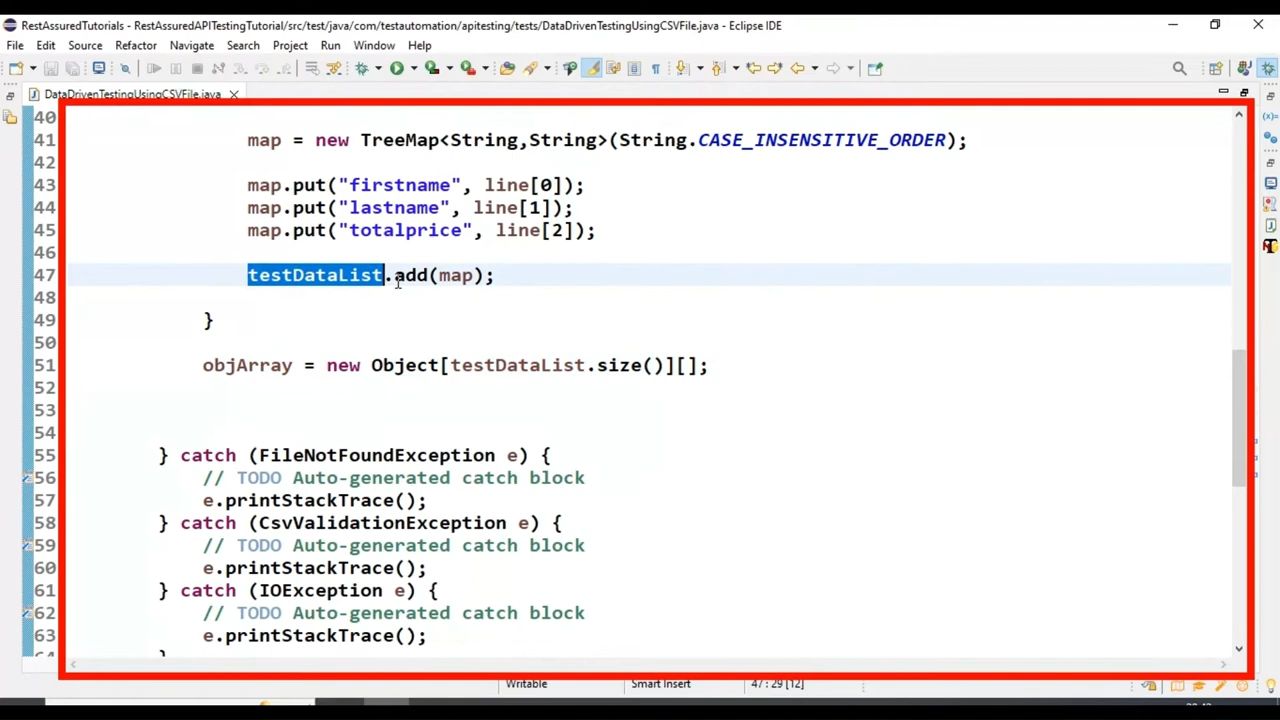 RestAssuredTutorials - RestAssuredAPITestingTutorial/src/test/java/com/testautomation/apitesting/tests/DataDrivenTestingUsingCSVFile.java - Eclipse IDE
File Edit Source Refactor Navigate Search Project Run Window Help
DataDrivenTestingUsingCSVFile.java
40
41 map = new TreeMap<String,String>(String.CASE_INSENSITIVE_ORDER);
42
43 map.put("firstname", line[0]);
44 map.put("lastname", line[1]);
45 map.put("totalprice", line[2]);
46
47 testDataList.add(map);
48
49 }
50
51 objArray = new Object[testDataList.size()][];
52
53
54
55 } catch (FileNotFoundException e) {
56 // TODO Auto-generated catch block
57 e.printStackTrace();
58 } catch (CsvValidationException e) {
59 // TODO Auto-generated catch block
60 e.printStackTrace();
61 } catch (IOException e) {
62 // TODO Auto-generated catch block
63 e.printStackTrace();
Writable Smart Insert 47 : 29 [12]